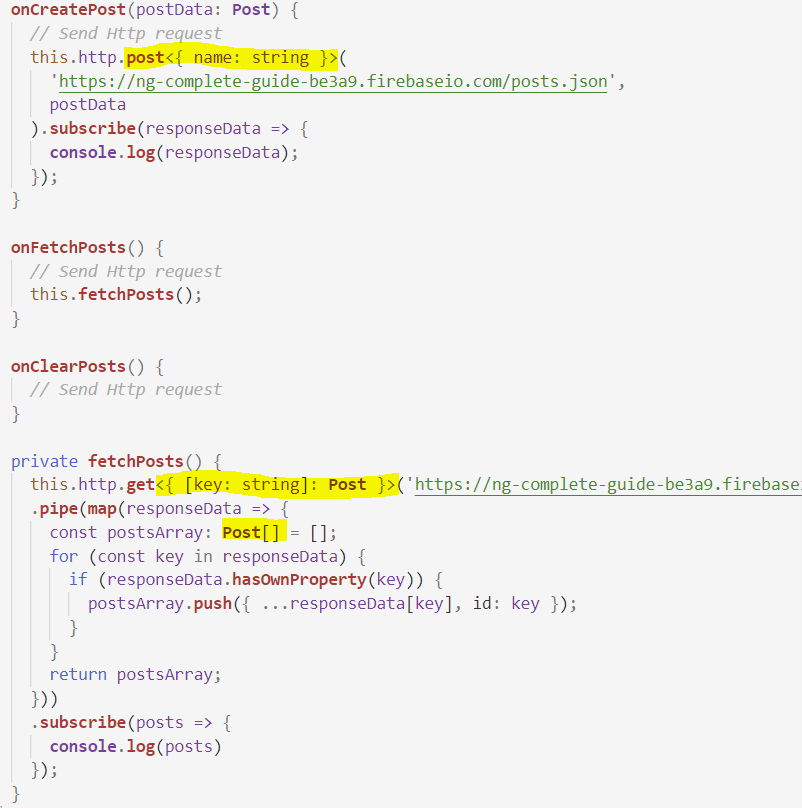 onCreatePost(postData: Post) {
  // Send Http request
  this.http.post<{ name: string }>(
    'https://ng-complete-guide-be3a9.firebaseio.com/posts.json',
    postData
  ).subscribe(responseData => {
    console.log(responseData);
  });
}

onFetchPosts() {
  // Send Http request
  this.fetchPosts();
}

onClearPosts() {
  // Send Http request
}

private fetchPosts() {
  this.http.get<{ [key: string]: Post }>('https://ng-complete-guide-be3a9.firebase
  .pipe(map(responseData => {
    const postsArray: Post[] = [];
    for (const key in responseData) {
      if (responseData.hasOwnProperty(key)) {
        postsArray.push({ ...responseData[key], id: key });
      }
    }
    return postsArray;
  }))
  .subscribe(posts => {
    console.log(posts)
  });
}